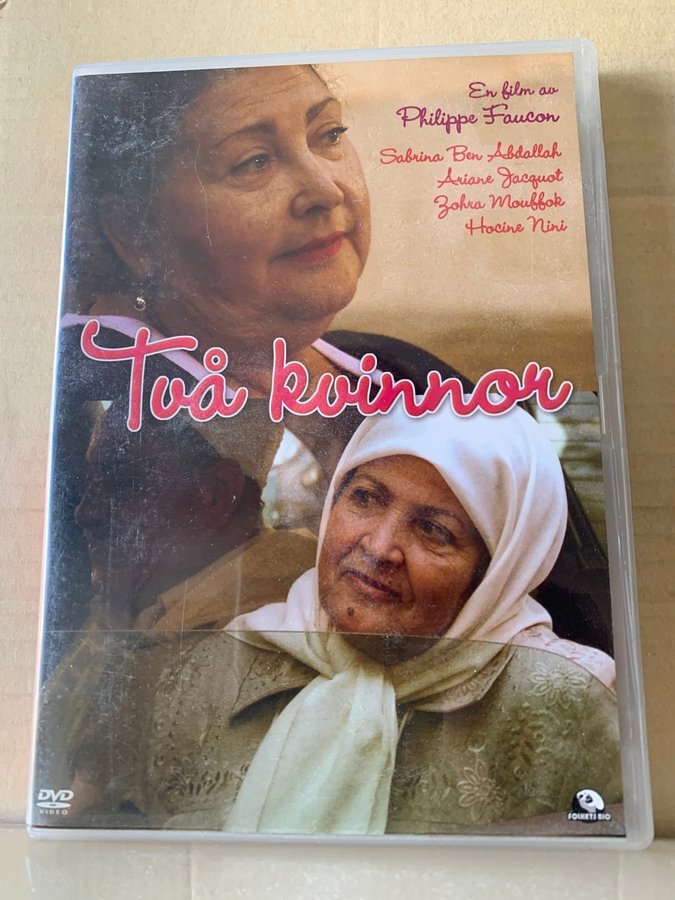 En film av
Philippe Faucon
Sabrina Ben Abdallah
Ariane Jacquot
Zohra Mouffok
Hocine Nini
Två kvinnor
DVD
VIDEO
FOLKETS BIO